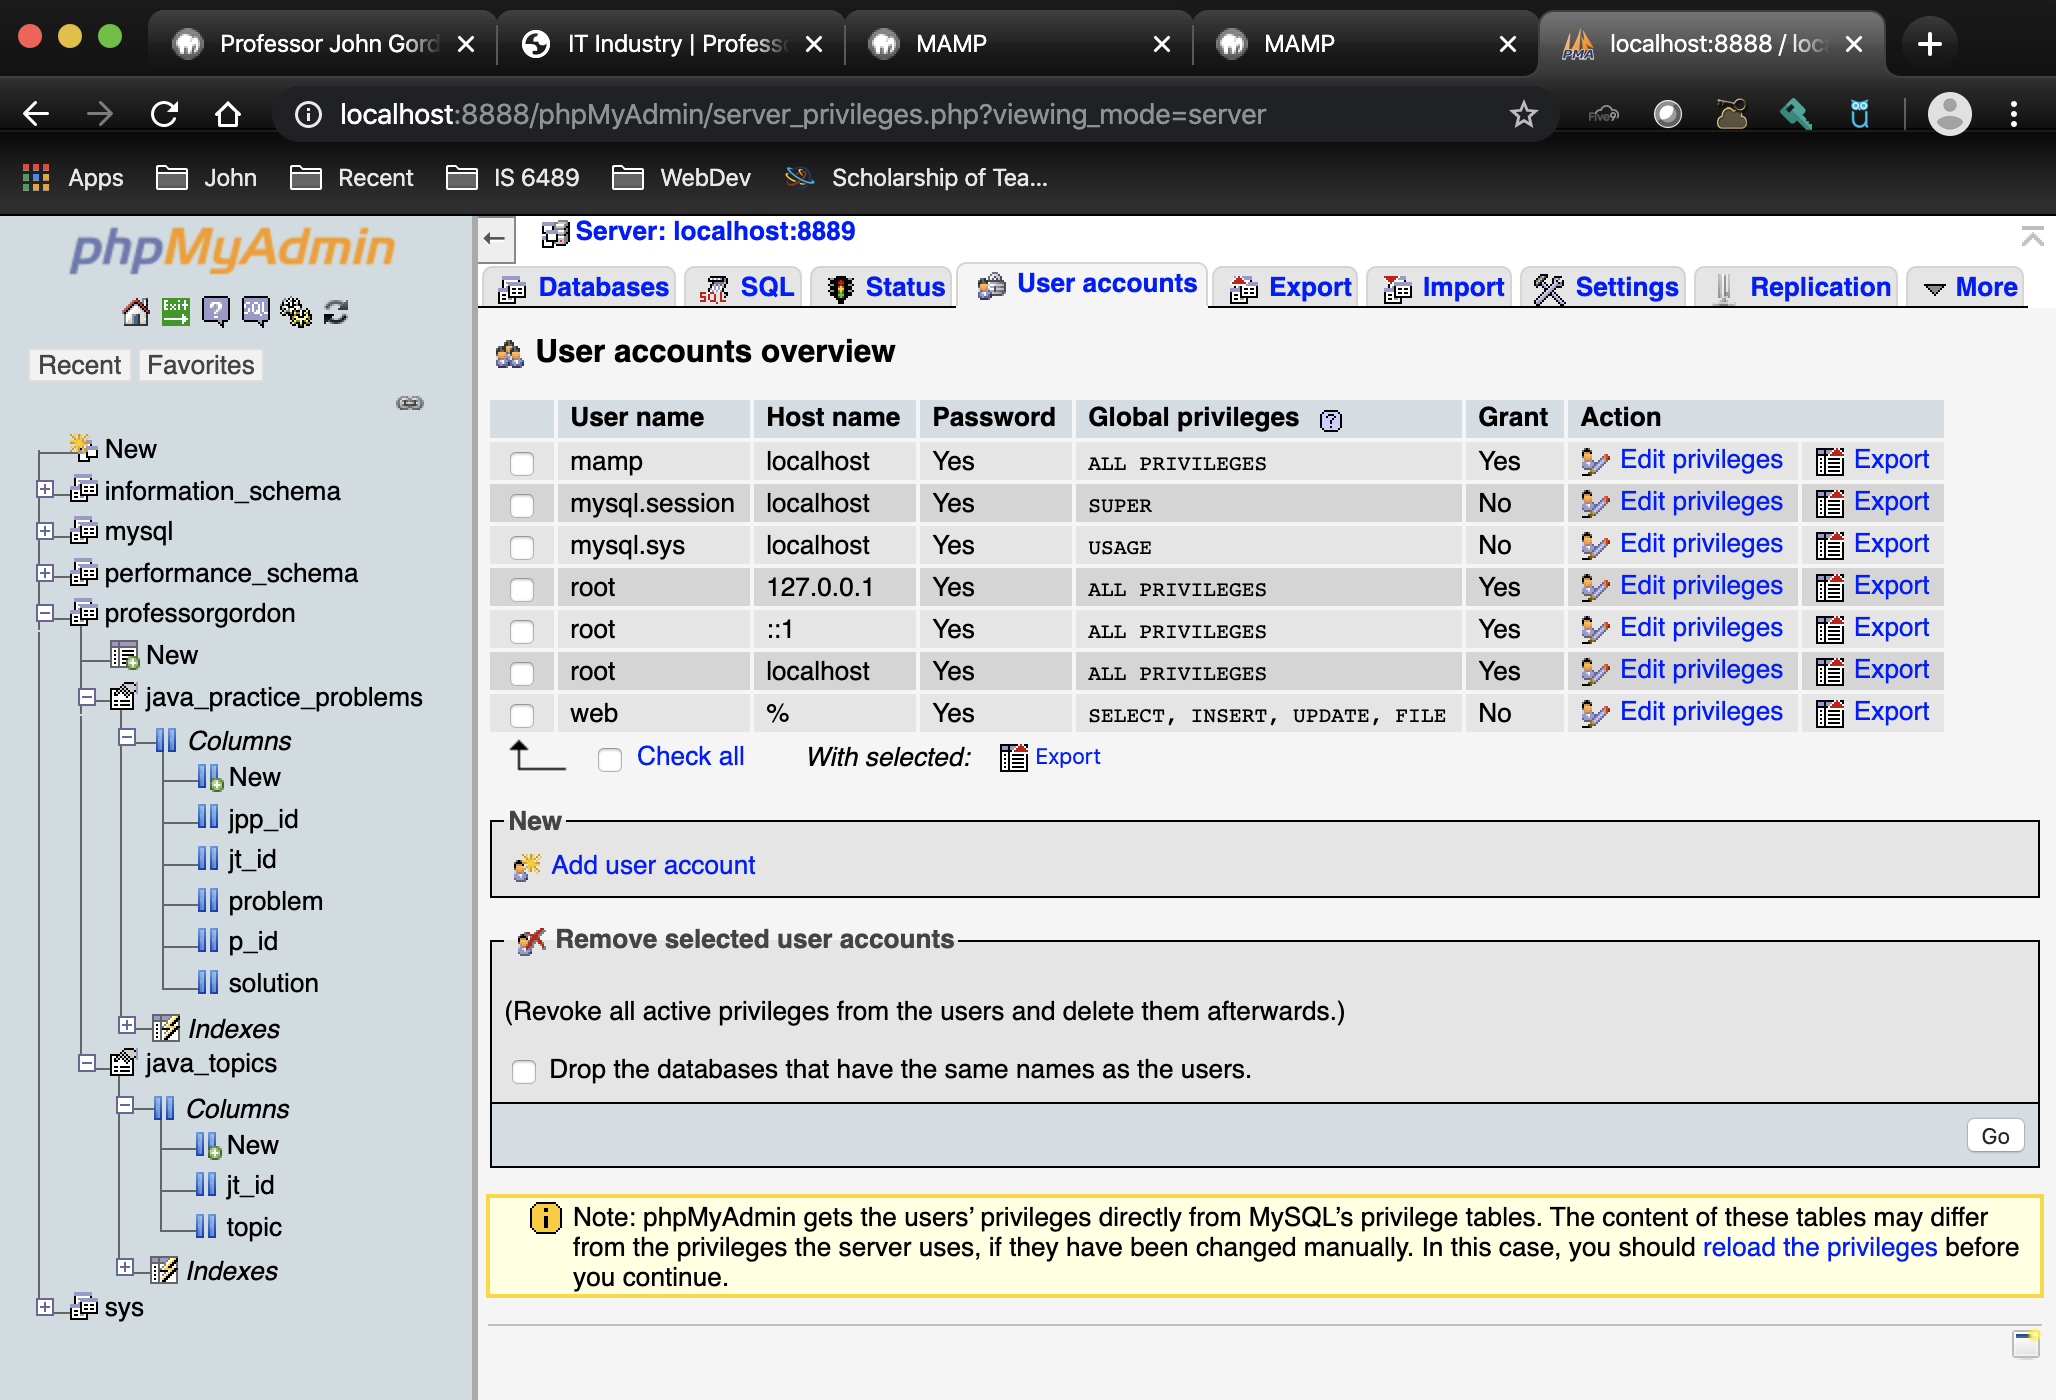 Professor John Gord
IT Industry | Profess
MAMP
MAMP
PMA
localhost:8888 / loc
localhost:8888/phpMyAdmin/server_privileges.php?viewing_mode=server
Five9
Apps
John
Recent
IS 6489
WebDev
Scholarship of Tea...
phpMyAdmin
Exit
?
SQL
Recent
Favorites
New
information_schema
mysql
performance_schema
professorgordon
New
java_practice_problems
Columns
New
jpp_id
jt_id
problem
p_id
solution
Indexes
java_topics
Columns
New
jt_id
topic
Indexes
sys
Server: localhost:8889
Databases
SQL
SQL
Status
User accounts
Export
Import
Settings
Replication
More
User accounts overview
User name Host name Password Global privileges ? Grant Action
mamp localhost Yes ALL PRIVILEGES Yes Edit privileges Export
mysql.session localhost Yes SUPER No Edit privileges Export
mysql.sys localhost Yes USAGE No Edit privileges Export
root 127.0.0.1 Yes ALL PRIVILEGES Yes Edit privileges Export
root ::1 Yes ALL PRIVILEGES Yes Edit privileges Export
root localhost Yes ALL PRIVILEGES Yes Edit privileges Export
web % Yes SELECT, INSERT, UPDATE, FILE No Edit privileges Export
Check all With selected: Export
New
Add user account
Remove selected user accounts
(Revoke all active privileges from the users and delete them afterwards.)
Drop the databases that have the same names as the users.
Go
Note: phpMyAdmin gets the users’ privileges directly from MySQL’s privilege tables. The content of these tables may differ
from the privileges the server uses, if they have been changed manually. In this case, you should reload the privileges before
you continue.